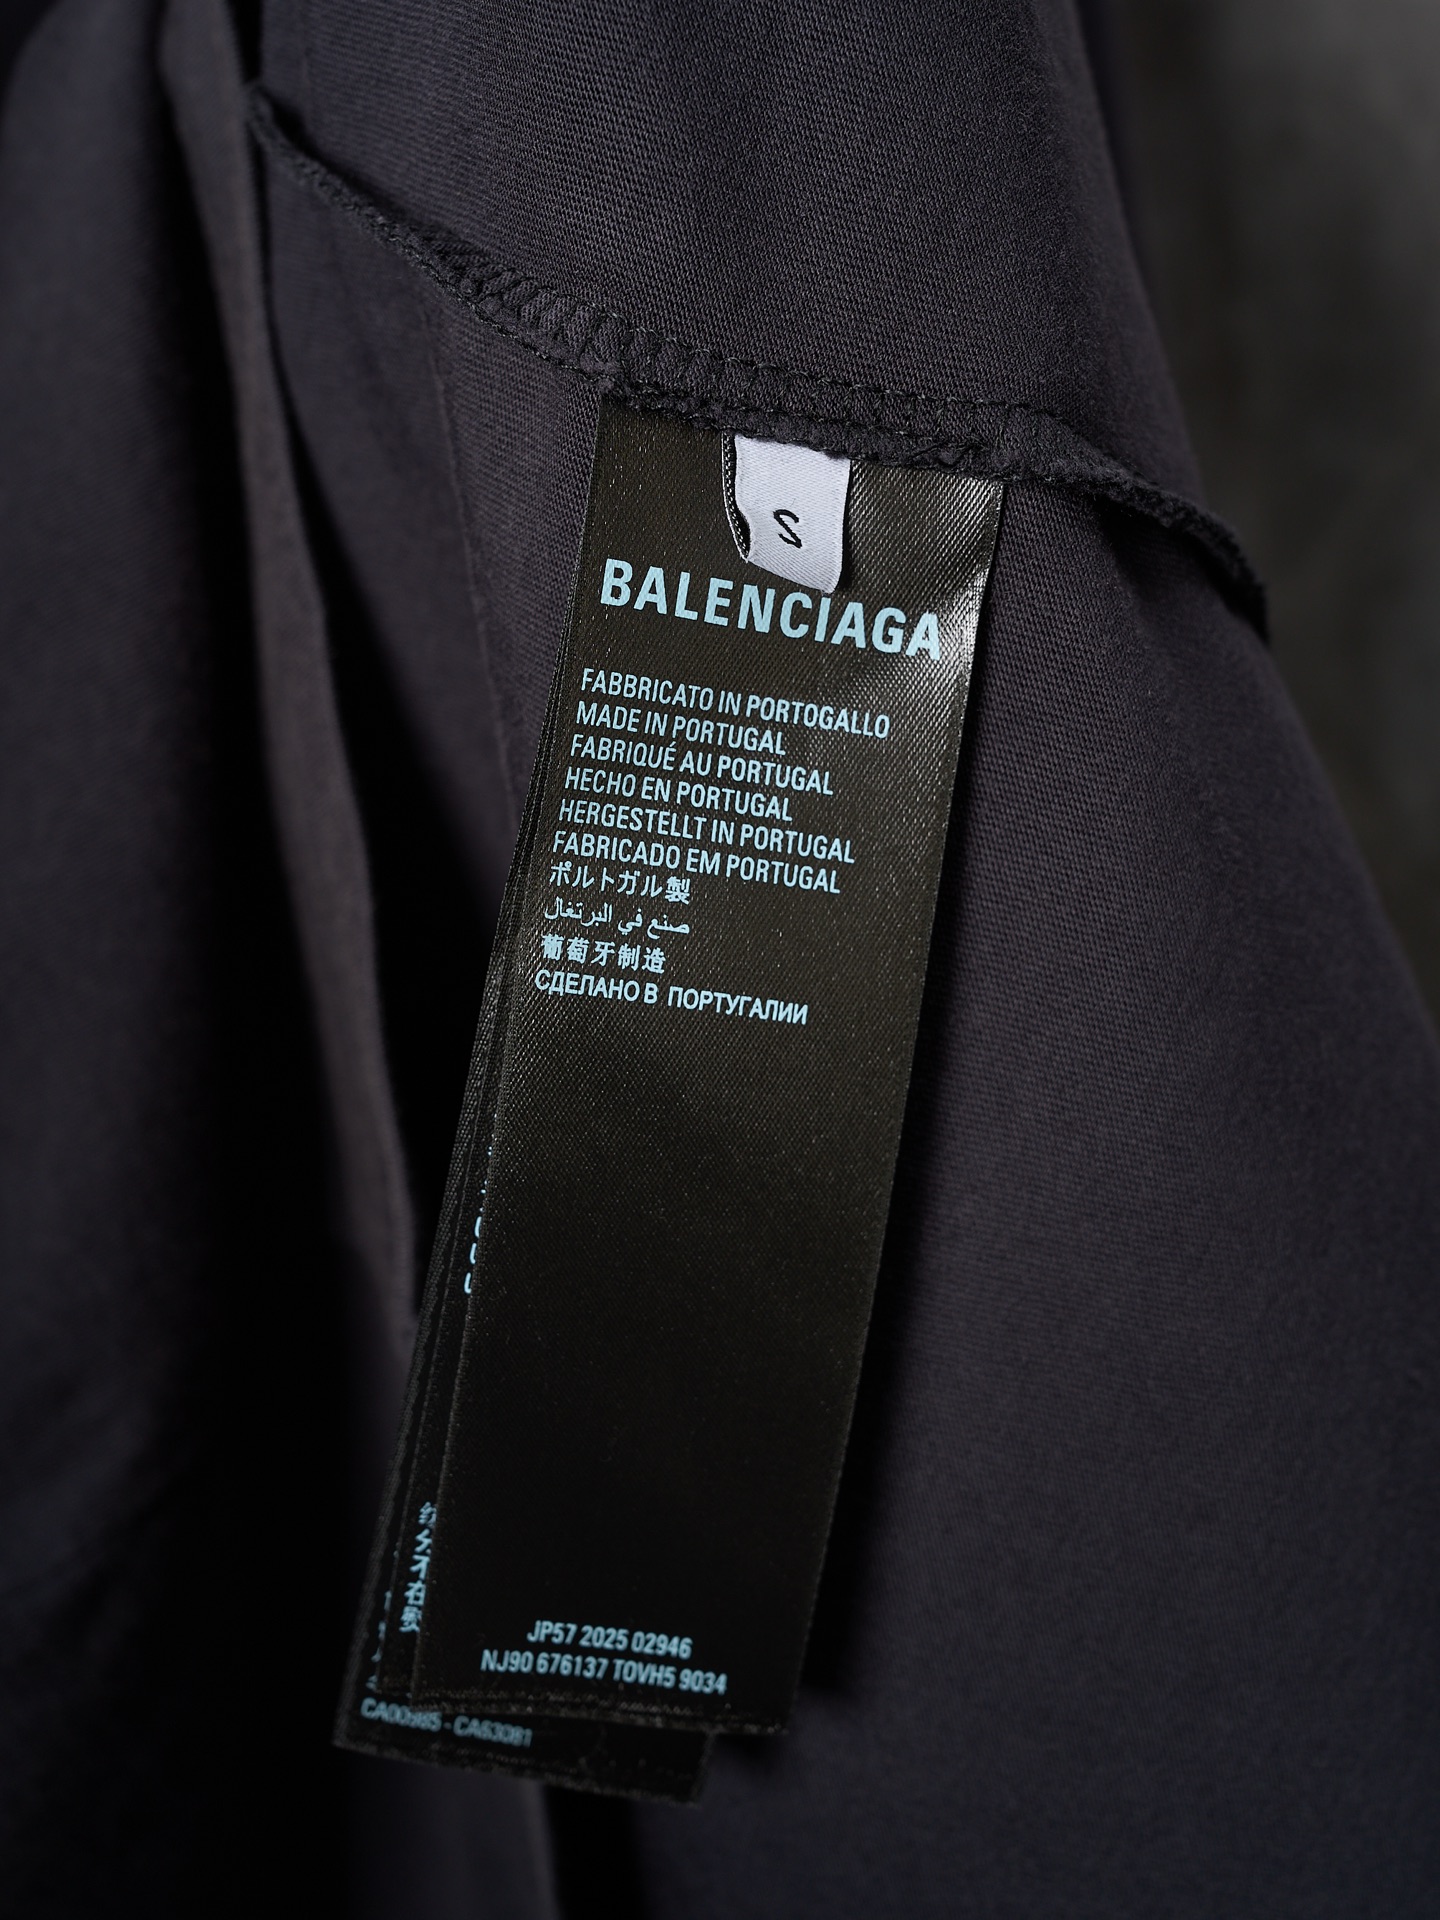 S
BALENCIAGA
FABBRICATO IN PORTOGALLO
MADE IN PORTUGAL
FABRIQUÉ AU PORTUGAL
HECHO EN PORTUGAL
HERGESTELLT IN PORTUGAL
FABRICADO EM PORTUGAL
ポルトガル製
صنع في البرتغال
葡萄牙制造
СДЕЛАНО В ПОРТУГАЛИИ
JP57 2025 02946
NJ90 676137 TOVH5 9034
CA00985 - CA53081